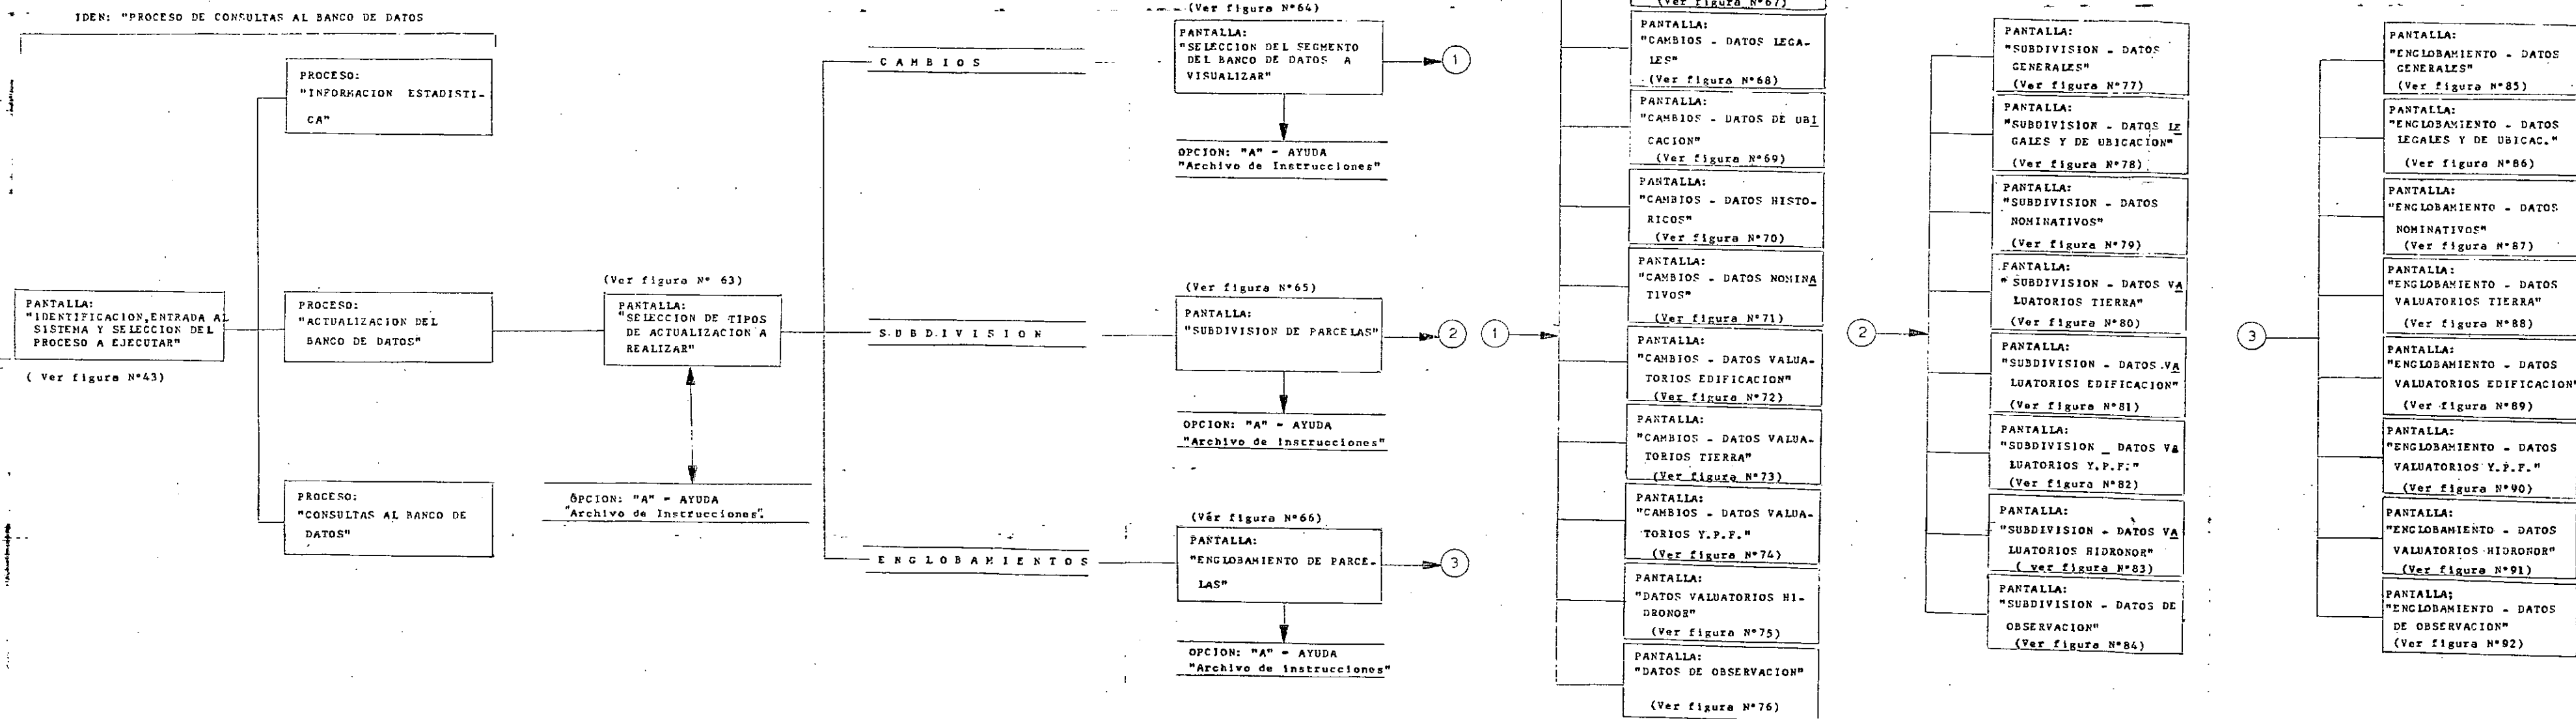 IDEN: "PROCESO DE CONSULTAS AL BANCO DE DATOS
PROCESO:
"INFORMACION ESTADISTI-
CA"
PANTALLA:
"IDENTIFICACION,ENTRADA AL
SISTEMA Y SELECCION DEL
PROCESO A EJECUTAR"
( Ver figura N°43)
PROCESO:
"ACTUALIZACION DEL
BANCO DE DATOS"
PROCESO:
"CONSULTAS AL BANCO DE
DATOS"
(Ver figura N° 63)
PANTALLA:
"SELECCION DE TIPOS
DE ACTUALIZACION A
REALIZAR"
OPCION: "A" - AYUDA
"Archivo de Instrucciones".
C A M B I O S
S U B D I V I S I O N
E N G L O B A M I E N T O S
(Ver figura N°64)
PANTALLA:
"SELECCION DEL SEGMENTO
DEL BANCO DE DATOS A
VISUALIZAR"
1
OPCION: "A" - AYUDA
"Archivo de Instrucciones"
(Ver figura N°65)
PANTALLA:
"SUBDIVISION DE PARCELAS"
2
OPCION: "A" - AYUDA
"Archivo de instrucciones"
(Ver figura N°66)
PANTALLA:
"ENGLOBAMIENTO DE PARCE-
LAS"
3
OPCION: "A" - AYUDA
"Archivo de instrucciones"
1
(Ver figura N°67)
PANTALLA:
"CAMBIOS - DATOS LEGA-
LES"
(Ver figura N°68)
PANTALLA:
"CAMBIOS - DATOS DE UBI
CACION"
(Ver figura N°69)
PANTALLA:
"CAMBIOS - DATOS HISTO-
RICOS"
(Ver figura N°70)
PANTALLA:
"CAMBIOS - DATOS NOMINA
TIVOS"
(Ver figura N°71)
PANTALLA:
"CAMBIOS - DATOS VALUA-
TORIOS EDIFICACION"
(Ver figura N°72)
PANTALLA:
"CAMBIOS - DATOS VALUA-
TORIOS TIERRA"
(Ver figura N°73)
PANTALLA:
"CAMBIOS - DATOS VALUA-
TORIOS Y.P.F."
(Ver figura N°74)
PANTALLA:
"DATOS VALUATORIOS HI-
DRONOR"
(Ver figura N°75)
PANTALLA:
"DATOS DE OBSERVACION"
(Ver figura N°76)
2
PANTALLA:
"SUBDIVISION - DATOS
GENERALES"
(Ver figura N°77)
PANTALLA:
"SUBDIVISION - DATOS LE
GALES Y DE UBICACION"
(Ver figura N°78)
PANTALLA:
"SUBDIVISION - DATOS
NOMINATIVOS"
(Ver figura N°79)
PANTALLA:
" SUBDIVISION - DATOS VA
LUATORIOS TIERRA"
(Ver figura N°80)
PANTALLA:
"SUBDIVISION - DATOS VA
LUATORIOS EDIFICACION"
(Ver figura N°81)
PANTALLA:
"SUBDIVISION _ DATOS VA
LUATORIOS Y.P.F."
(Ver figura N°82)
PANTALLA:
"SUBDIVISION - DATOS VA
LUATORIOS HIDRONOR"
( ver figura N°83)
PANTALLA:
"SUBDIVISION - DATOS DE
OBSERVACION"
(Ver figura N°84)
3
PANTALLA:
"ENGLOBAMIENTO - DATOS
GENERALES"
(Ver figura N°85)
PANTALLA:
"ENGLOBAMIENTO - DATOS
LEGALES Y DE UBICAC."
(Ver figura N°86)
PANTALLA:
"ENGLOBAMIENTO - DATOS
NOMINATIVOS"
(Ver figura N°87)
PANTALLA:
"ENGLOBAMIENTO - DATOS
VALUATORIOS TIERRA"
(Ver figura N°88)
PANTALLA:
"ENGLOBAMIENTO - DATOS
VALUATORIOS EDIFICACION"
(Ver figura N°89)
PANTALLA:
"ENGLOBAMIENTO - DATOS
VALUATORIOS Y.P.F."
(Ver figura N°90)
PANTALLA:
"ENGLOBAMIENTO - DATOS
VALUATORIOS HIDRONOR"
(Ver figura N°91)
PANTALLA;
"ENGLOBAMIENTO - DATOS
DE OBSERVACION"
(Ver figura N°92)